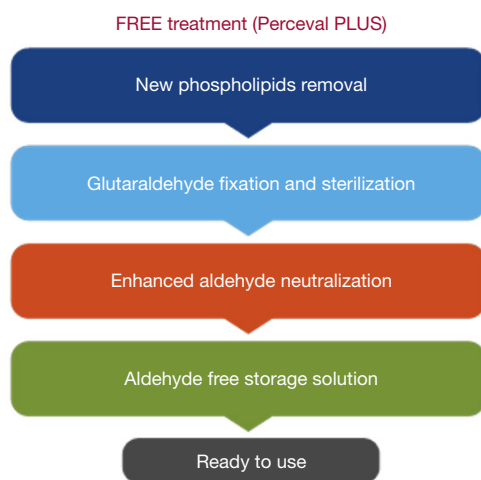 FREE treatment (Perceval PLUS)
New phospholipids removal
Glutaraldehyde fixation and sterilization
Enhanced aldehyde neutralization
Aldehyde free storage solution
Ready to use